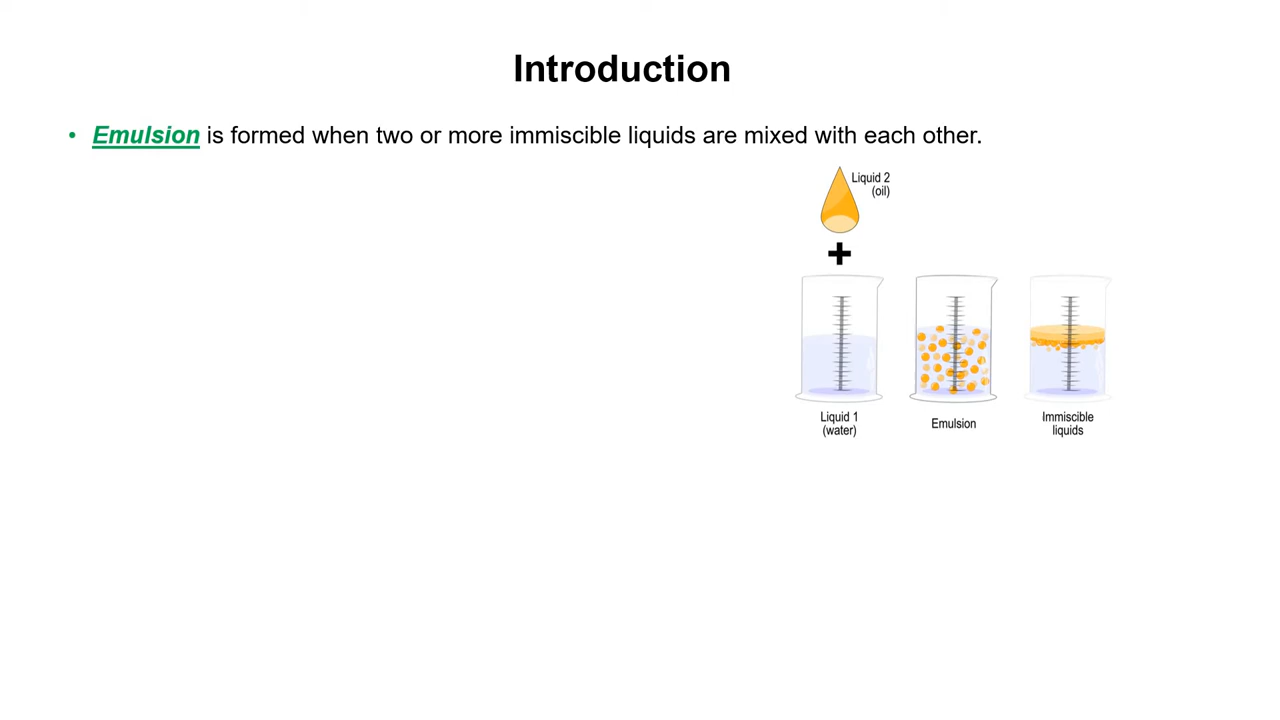 Introduction
• Emulsion is formed when two or more immiscible liquids are mixed with each other.
Liquid 2
(oil)
+
Liquid 1
(water)
Emulsion
Immiscible
liquids